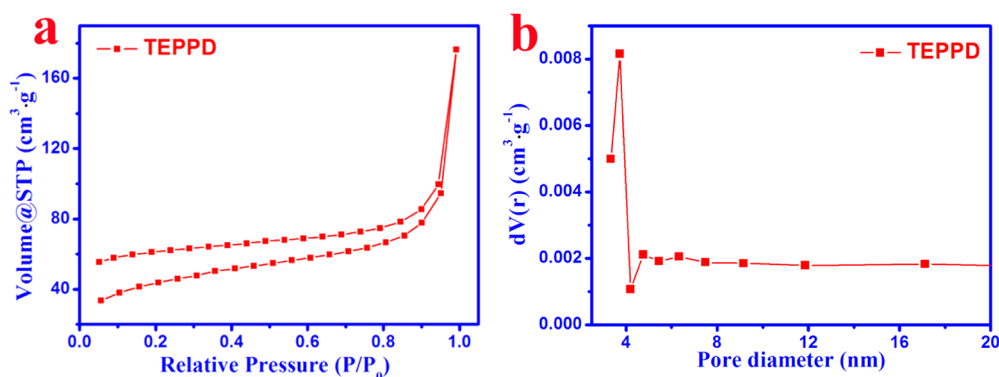 a
TEPPD
Volume@STP (cm³·g⁻¹)
160
120
80
40
0.0 0.2 0.4 0.6 0.8 1.0
Relative Pressure (P/P₀)
b
TEPPD
dV(r) (cm³·g⁻¹)
0.008
0.006
0.004
0.002
0.000
4 8 12 16 20
Pore diameter (nm)